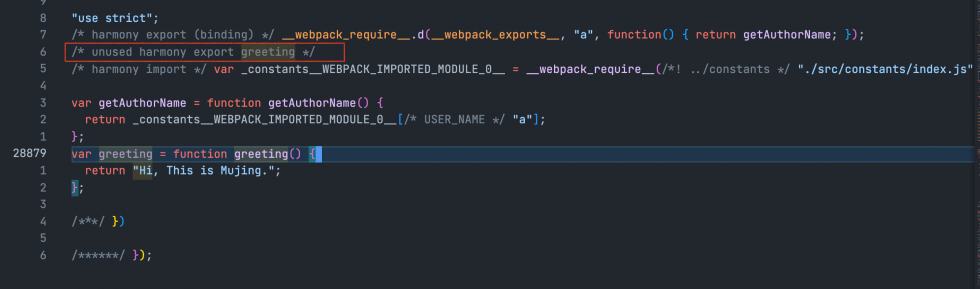 9
8 "use strict";
7 /* harmony export (binding) */ __webpack_require__.d(__webpack_exports__, "a", function() { return getAuthorName; });
6 /* unused harmony export greeting */
5 /* harmony import */ var _constants__WEBPACK_IMPORTED_MODULE_0__ = __webpack_require__(/*! ../constants */ "./src/constants/index.js"
4
3 var getAuthorName = function getAuthorName() {
2 return _constants__WEBPACK_IMPORTED_MODULE_0__[/* USER_NAME */ "a"];
1 };
28879 var greeting = function greeting() {
1 return "Hi, This is Mujing.";
2 };
3
4 /***/ })
5
6 /******/ });